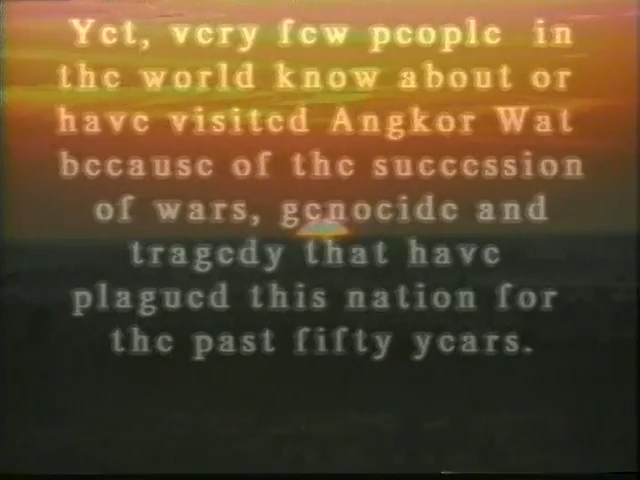 Yet, very few people in
the world know about or
have visited Angkor Wat
because of the succession
of wars, genocide and
tragedy that have
plagued this nation for
the past fifty years.